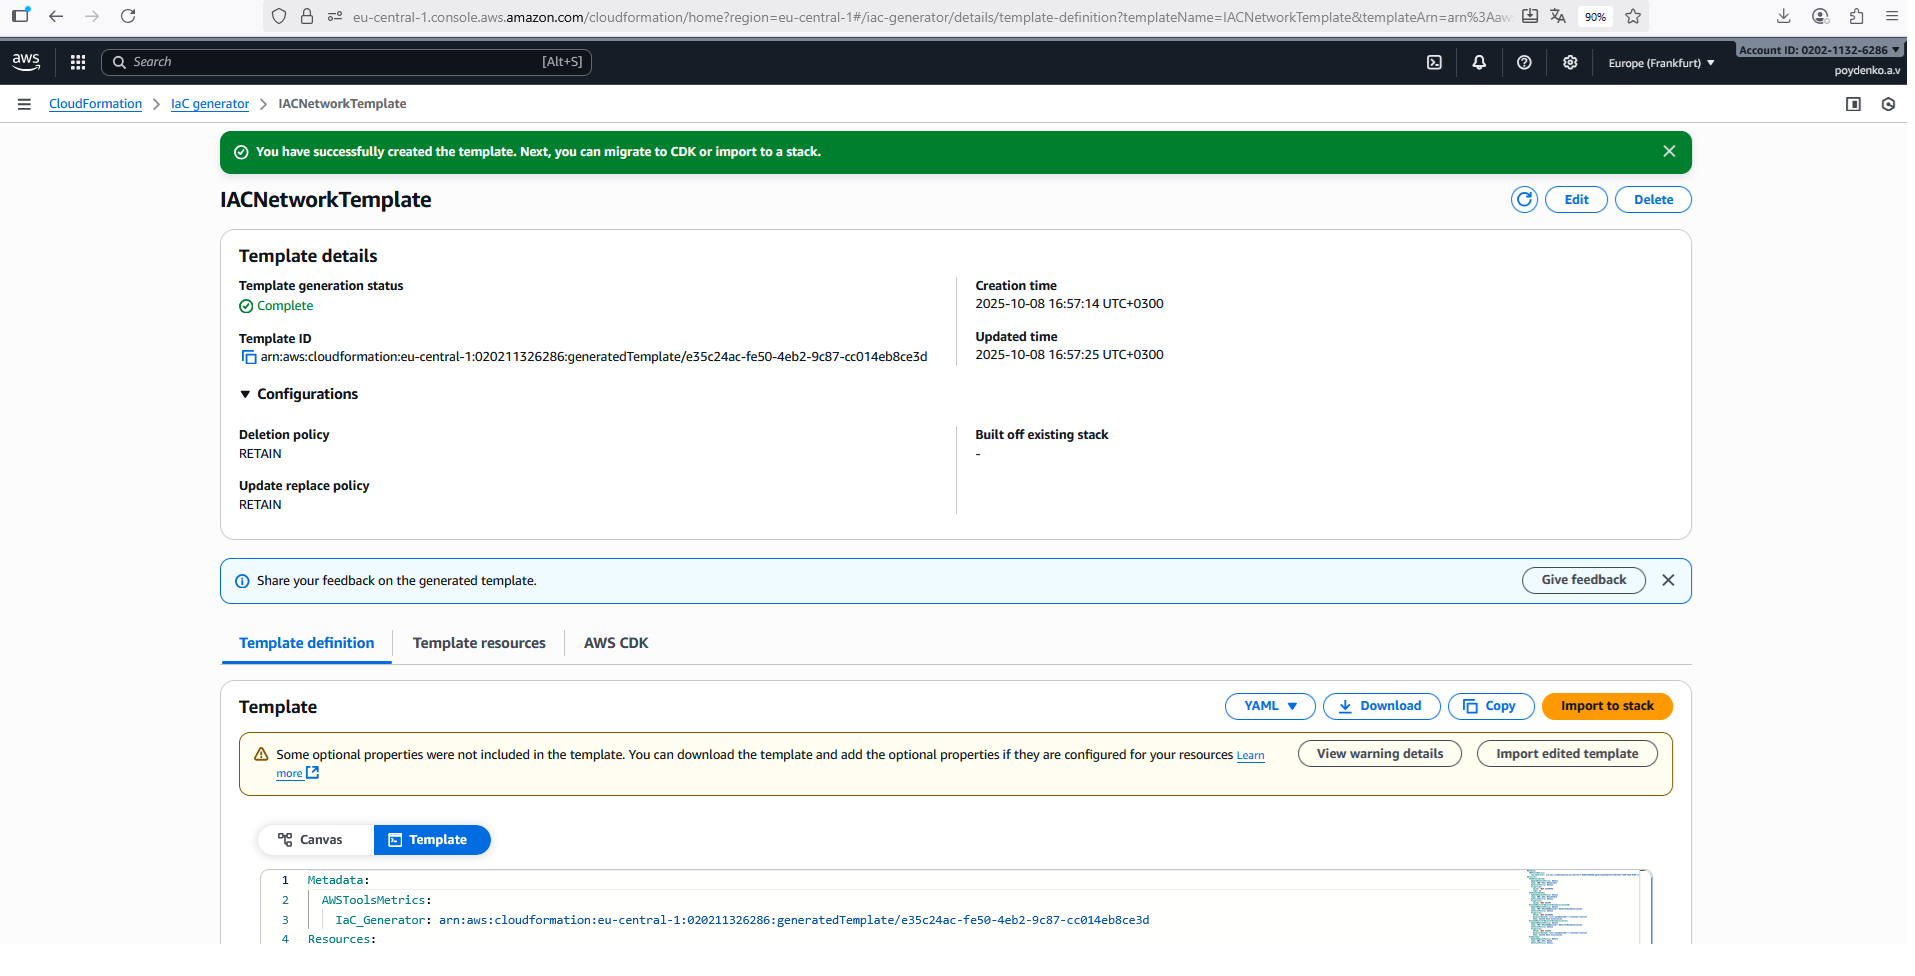 eu-central-1.console.aws.amazon.com/cloudformation/home?region=eu-central-1#/iac-generator/details/template-definition?templateName=IACNetworkTemplate&templateArn=arn%3Aaws
90%
aws
Search
[Alt+S]
Europe (Frankfurt)
Account ID: 0202-1132-6286
poydenko.a.v
CloudFormation
IaC generator
IACNetworkTemplate
You have successfully created the template. Next, you can migrate to CDK or import to a stack.
IACNetworkTemplate
Edit
Delete
Template details
Template generation status
Complete
Template ID
arn:aws:cloudformation:eu-central-1:020211326286:generatedTemplate/e35c24ac-fe50-4eb2-9c87-cc014eb8ce3d
Creation time
2025-10-08 16:57:14 UTC+0300
Updated time
2025-10-08 16:57:25 UTC+0300
Configurations
Deletion policy
RETAIN
Update replace policy
RETAIN
Built off existing stack
-
Share your feedback on the generated template.
Give feedback
Template definition
Template resources
AWS CDK
Template
YAML
Download
Copy
Import to stack
Some optional properties were not included in the template. You can download the template and add the optional properties if they are configured for your resources Learn
more
View warning details
Import edited template
Canvas
Template
1 Metadata:
2 AWSToolsMetrics:
3 IaC_Generator: arn:aws:cloudformation:eu-central-1:020211326286:generatedTemplate/e35c24ac-fe50-4eb2-9c87-cc014eb8ce3d
4 Resources: